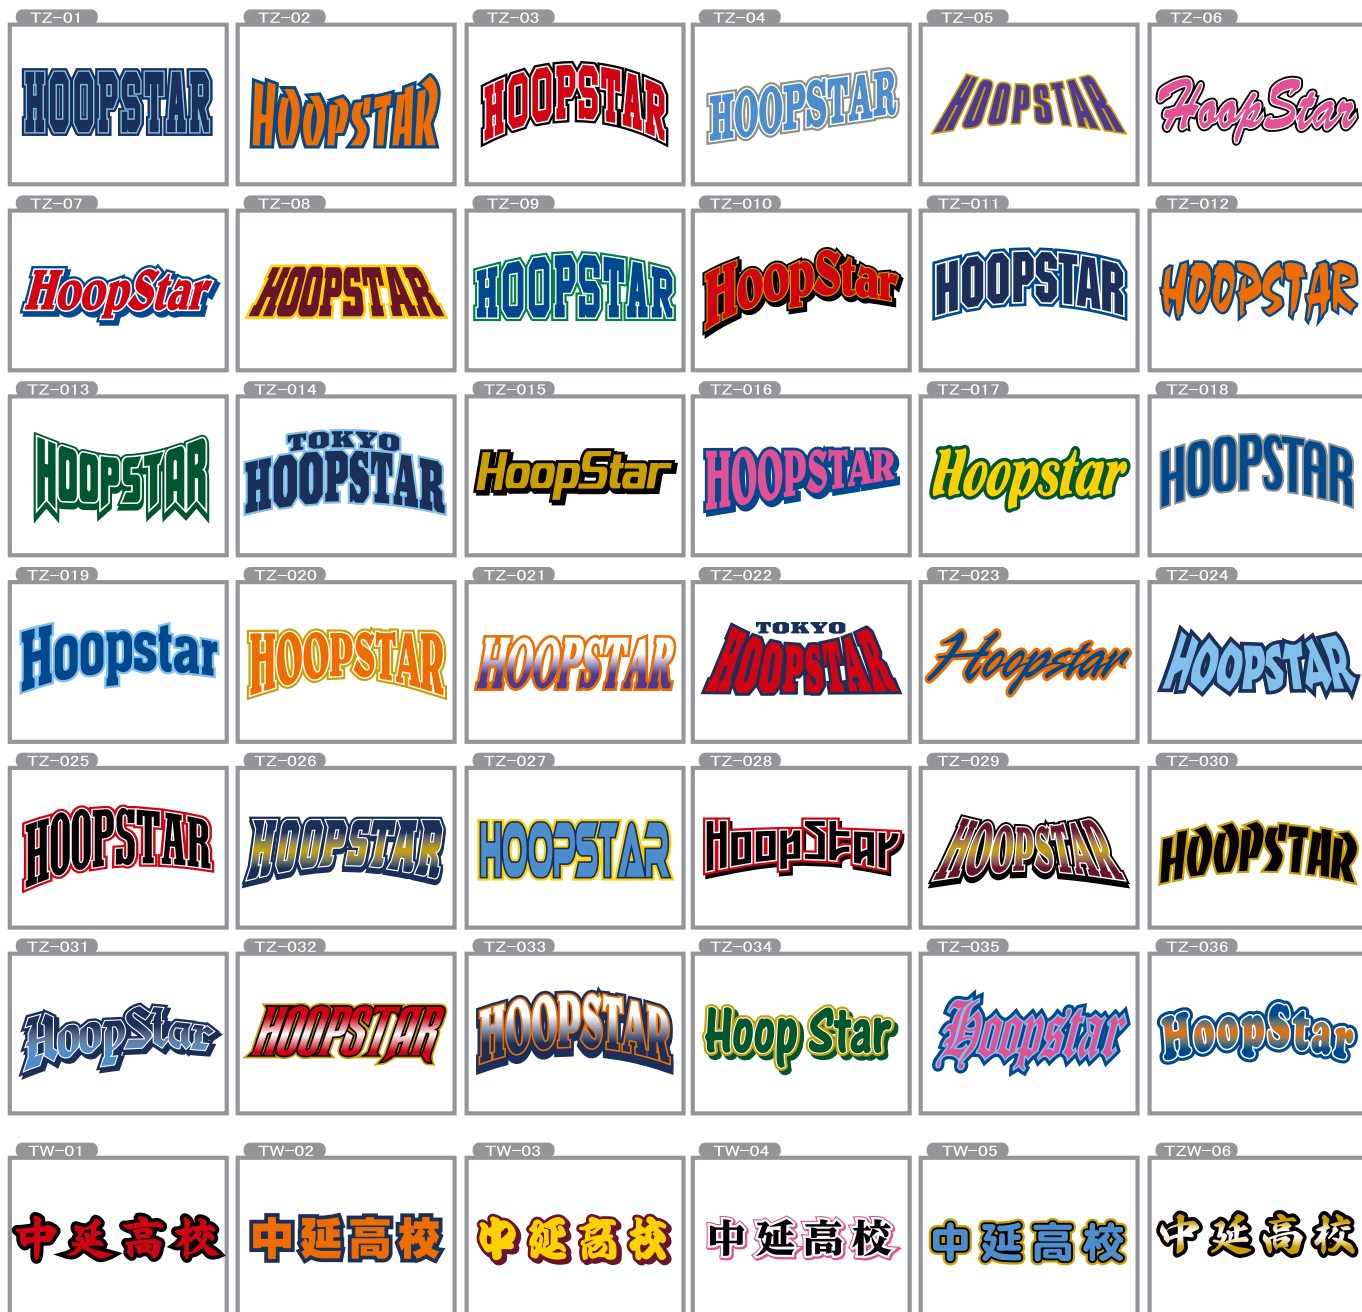 TZ-01 TZ-02 TZ-03 TZ-04 TZ-05 TZ-06
HOOPSTAR HOOPSTAR HOOPSTAR HOOPSTAR HOOPSTAR HoopStar
TZ-07 TZ-08 TZ-09 TZ-010 TZ-011 TZ-012
HoopStar HOOPSTAR HOOPSTAR HoopStar HOOPSTAR HOOPSTAR
TZ-013 TZ-014 TZ-015 TZ-016 TZ-017 TZ-018
HOOPSTAR TOKYO HOOPSTAR HoopStar HOOPSTAR Hoopstar HOOPSTAR
TZ-019 TZ-020 TZ-021 TZ-022 TZ-023 TZ-024
Hoopstar HOOPSTAR HOOPSTAR TOKYO HOOPSTAR Hoopstar HOOPSTAR
TZ-025 TZ-026 TZ-027 TZ-028 TZ-029 TZ-030
HOOPSTAR HOOPSTAR HOOPSTAR HoopStar HOOPSTAR HOOPSTAR
TZ-031 TZ-032 TZ-033 TZ-034 TZ-035 TZ-036
HoopStar HOOPSTAR HOOPSTAR Hoop Star Hoopstar HoopStar
TW-01 TW-02 TW-03 TW-04 TW-05 TZW-06
中延高校 中延高校 中延高校 中延高校 中延高校 中延高校